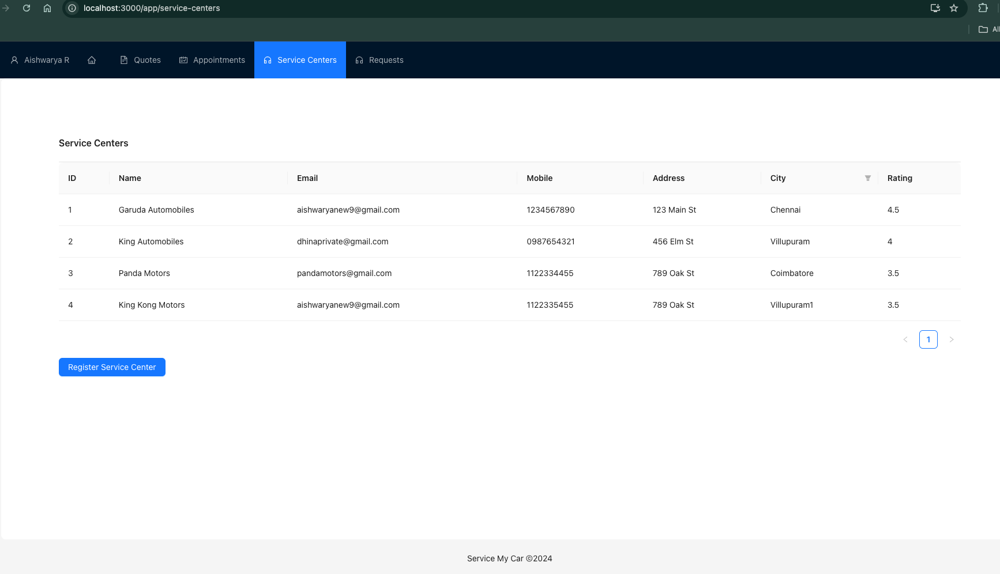 localhost:3000/app/service-centers
Aishwarya R Quotes Appointments Service Centers Requests
Service Centers
ID Name Email Mobile Address City Rating
1 Garuda Automobiles aishwaryanew9@gmail.com 1234567890 123 Main St Chennai 4.5
2 King Automobiles dhinaprivate@gmail.com 0987654321 456 Elm St Villupuram 4
3 Panda Motors pandamotors@gmail.com 1122334455 789 Oak St Coimbatore 3.5
4 King Kong Motors aishwaryanew9@gmail.com 1122335455 789 Oak St Villupuram1 3.5
< 1 >
Register Service Center
Service My Car ©2024